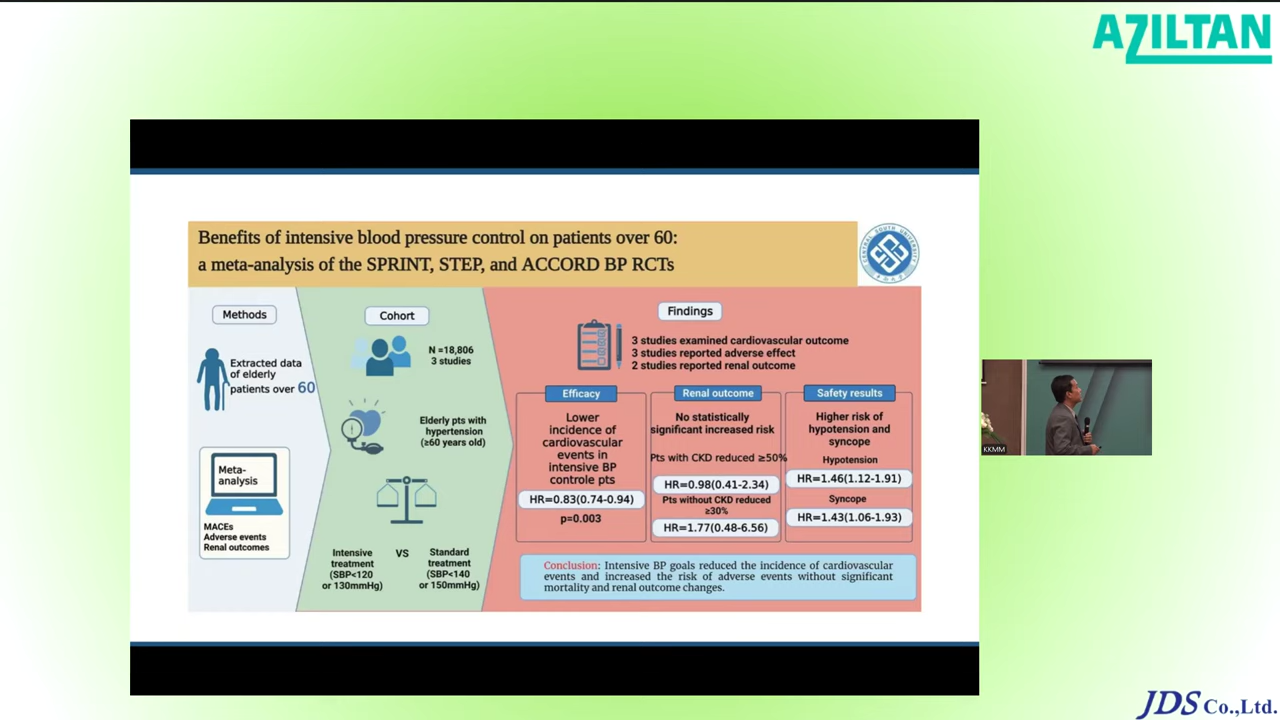 AZILTAN
Benefits of intensive blood pressure control on patients over 60:
a meta-analysis of the SPRINT, STEP, and ACCORD BP RCTs
CENTRAL SOUTH UNIVERSITY
Methods
Extracted data
of elderly
patients over 60
Meta-
analysis
MACEs
Adverse events
Renal outcomes
Cohort
N =18,806
3 studies
Elderly pts with
hypertension
(≥60 years old)
Intensive
treatment
(SBP<120
or 130mmHg)
VS
Standard
treatment
(SBP<140
or 150mmHg)
Findings
3 studies examined cardiovascular outcome
3 studies reported adverse effect
2 studies reported renal outcome
Efficacy
Lower
incidence of
cardiovascular
events in
intensive BP
controle pts
HR=0.83(0.74-0.94)
p=0.003
Renal outcome
No statistically
significant increased risk
Pts with CKD reduced ≥50%
HR=0.98(0.41-2.34)
Pts without CKD reduced
≥30%
HR=1.77(0.48-6.56)
Safety results
Higher risk of
hypotension and
syncope
Hypotension
HR=1.46(1.12-1.91)
Syncope
HR=1.43(1.06-1.93)
Conclusion: Intensive BP goals reduced the incidence of cardiovascular
events and increased the risk of adverse events without significant
mortality and renal outcome changes.
KKMM
JDS Co.,Ltd.